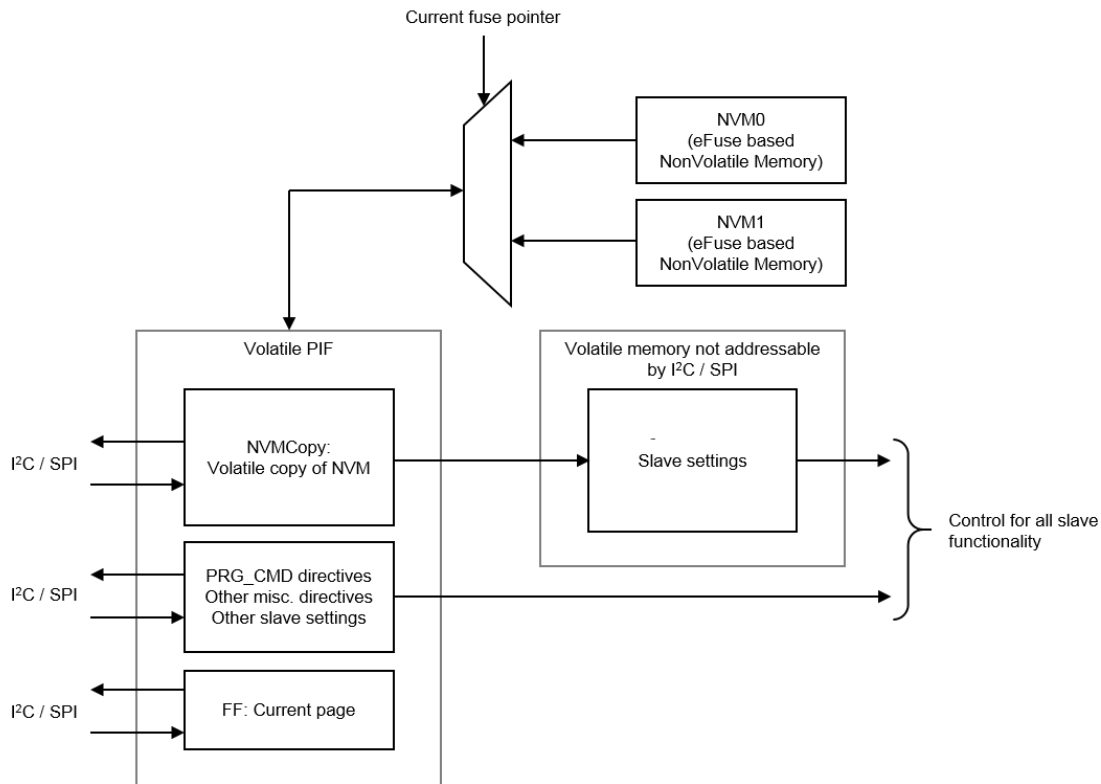 Current fuse pointer
NVM0
(eFuse based
NonVolatile Memory)
NVM1
(eFuse based
NonVolatile Memory)
Volatile PIF
Volatile memory not addressable
by I²C / SPI
I²C / SPI
NVMCopy:
Volatile copy of NVM
Slave settings
Control for all slave
functionality
I²C / SPI
PRG_CMD directives
Other misc. directives
Other slave settings
I²C / SPI
FF: Current page